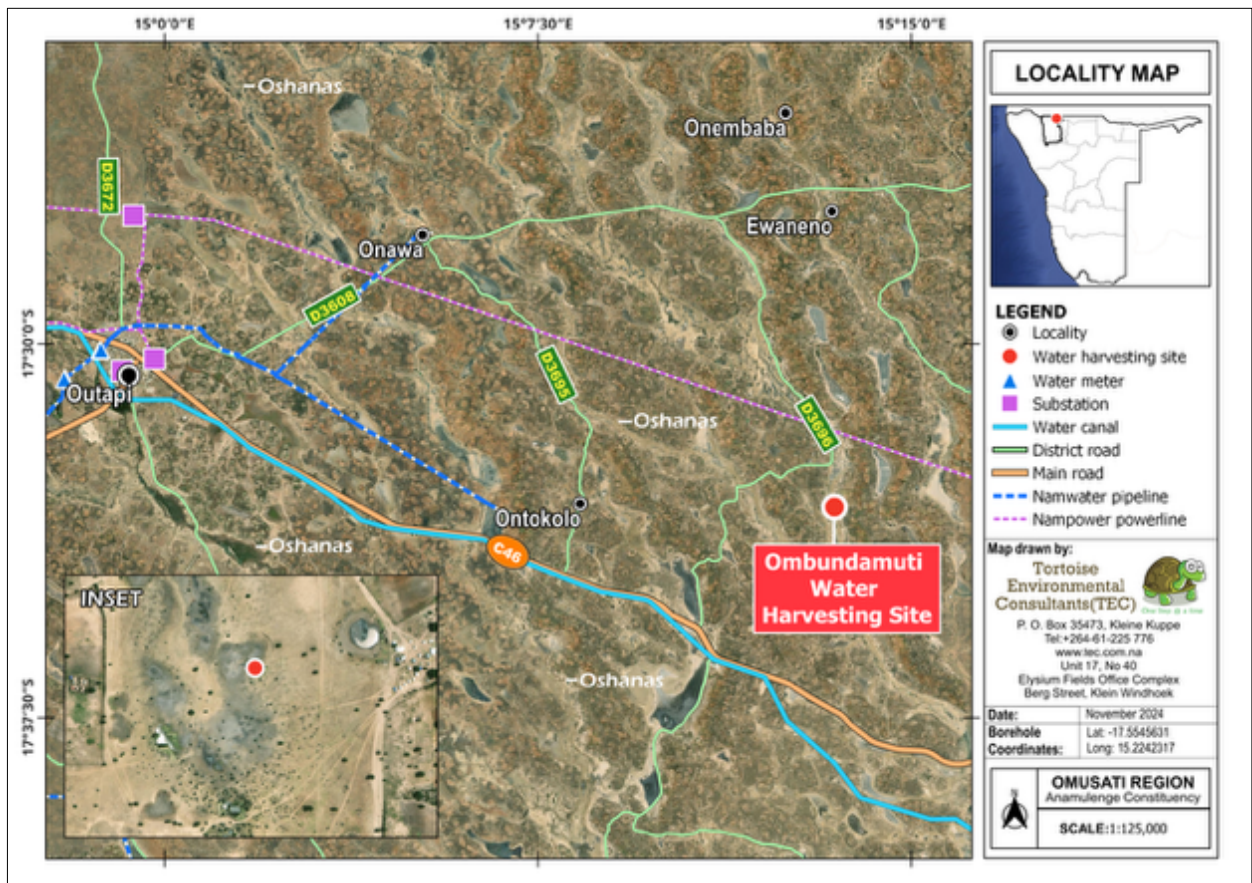 15°0'0"E
15°7'30"E
15°15'0"E
17°30'0"S
17°37'30"S
Oshanas
Onembaba
D3672
Ewaneno
Onawa
D3608
D3695
D3696
Outapi
Oshanas
Ontokolo
Oshanas
C46
Ombundamuti
Water
Harvesting Site
Oshanas
INSET
LOCALITY MAP
LEGEND
Locality
Water harvesting site
Water meter
Substation
Water canal
District road
Main road
Namwater pipeline
Nampower powerline
Map drawn by:
Tortoise
Environmental
Consultants(TEC)
One step @ a time
P. O. Box 35473, Kleine Kuppe
Tel:+264-61-225 776
www.tec.com.na
Unit 17, No 40
Elysium Fields Office Complex
Berg Street, Klein Windhoek
Date: November 2024
Borehole Lat: -17.5545631
Coordinates: Long: 15.2242317
N
OMUSATI REGION
Anamulenge Constituency
SCALE:1:125,000